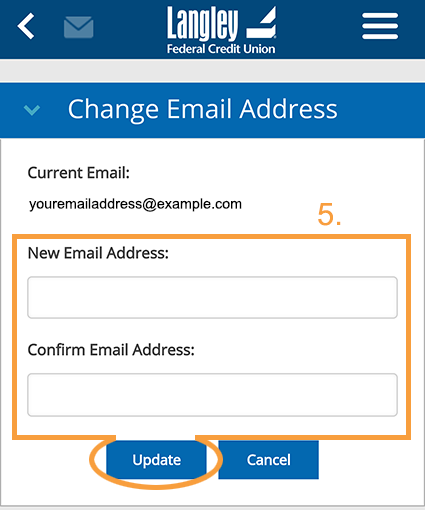 Langley
Federal Credit Union
Change Email Address
Current Email:
youremailaddress@example.com
5.
New Email Address:
Confirm Email Address:
Update Cancel